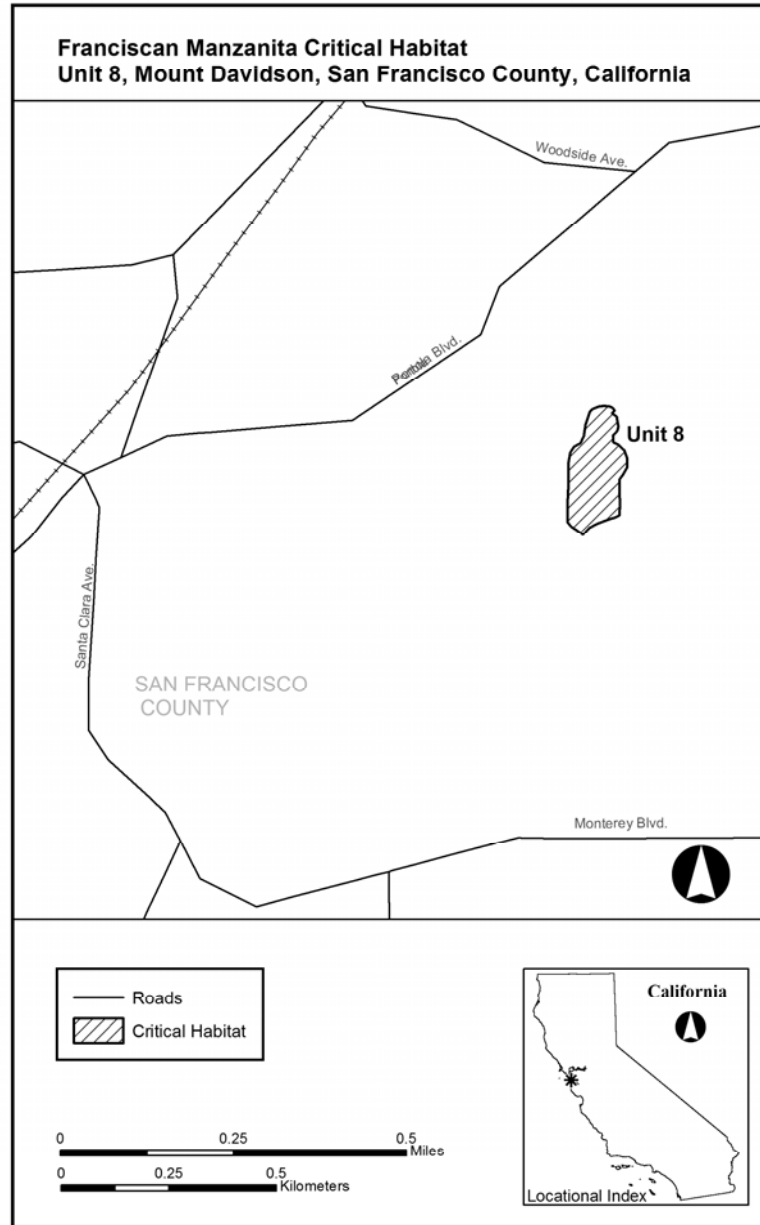 Franciscan Manzanita Critical Habitat
Unit 8, Mount Davidson, San Francisco County, California
Woodside Ave.
Blvd.
Unit 8
Santa Clara Ave.
SAN FRANCISCO
COUNTY
Monterey Blvd.
Roads
Critical Habitat
California
0 0.25 0.5
Miles
0 0.25 0.5
Kilometers
Locational Index